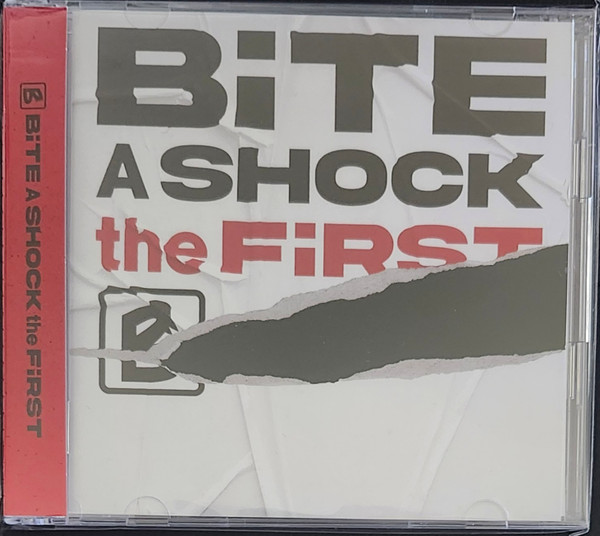 BiTE
A SHOCK
the FiRST
B
B BiTE A SHOCK the FiRST